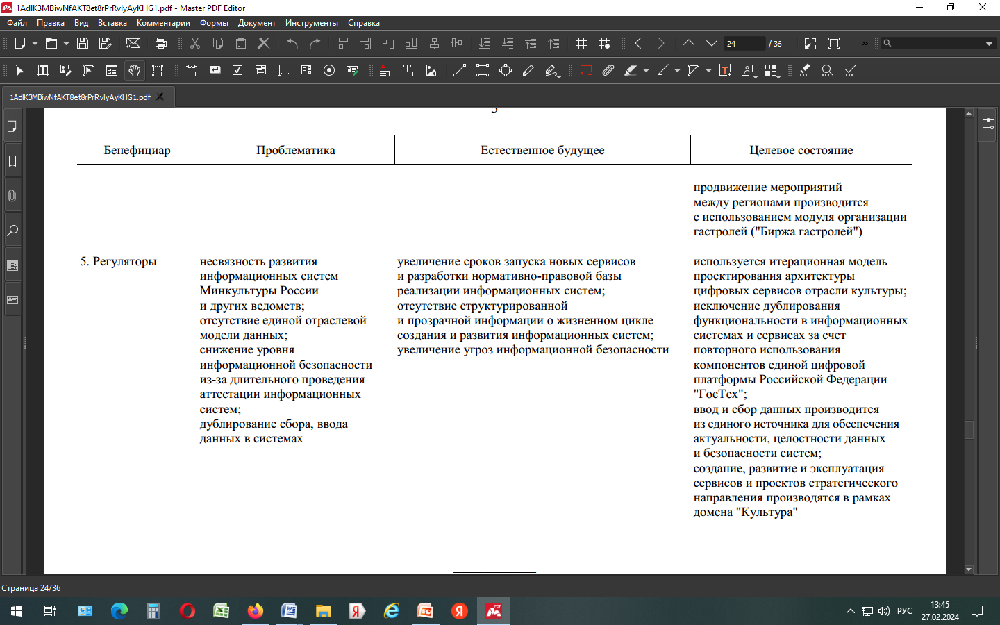 1AdlK3MBiwNfAKT8et8rPrRvlyAyKHG1.pdf - Master PDF Editor
Файл Правка Вид Вставка Комментарии Формы Документ Инструменты Справка
24 / 36
1AdlK3MBiwNfAKT8et8rPrRvlyAyKHG1.pdf
Бенефициар Проблематика Естественное будущее Целевое состояние
продвижение мероприятий
между регионами производится
с использованием модуля организации
гастролей ("Биржа гастролей")
5. Регуляторы
несвязность развития
информационных систем
Минкультуры России
и других ведомств;
отсутствие единой отраслевой
модели данных;
снижение уровня
информационной безопасности
из-за длительного проведения
аттестации информационных
систем;
дублирование сбора, ввода
данных в системах
увеличение сроков запуска новых сервисов
и разработки нормативно-правовой базы
реализации информационных систем;
отсутствие структурированной
и прозрачной информации о жизненном цикле
создания и развития информационных систем;
увеличение угроз информационной безопасности
используется итерационная модель
проектирования архитектуры
цифровых сервисов отрасли культуры;
исключение дублирования
функциональности в информационных
системах и сервисах за счет
повторного использования
компонентов единой цифровой
платформы Российской Федерации
"ГосТех";
ввод и сбор данных производится
из единого источника для обеспечения
актуальности, целостности данных
и безопасности систем;
создание, развитие и эксплуатация
сервисов и проектов стратегического
направления производятся в рамках
домена "Культура"
Страница 24/36
РУС
13:45
27.02.2024